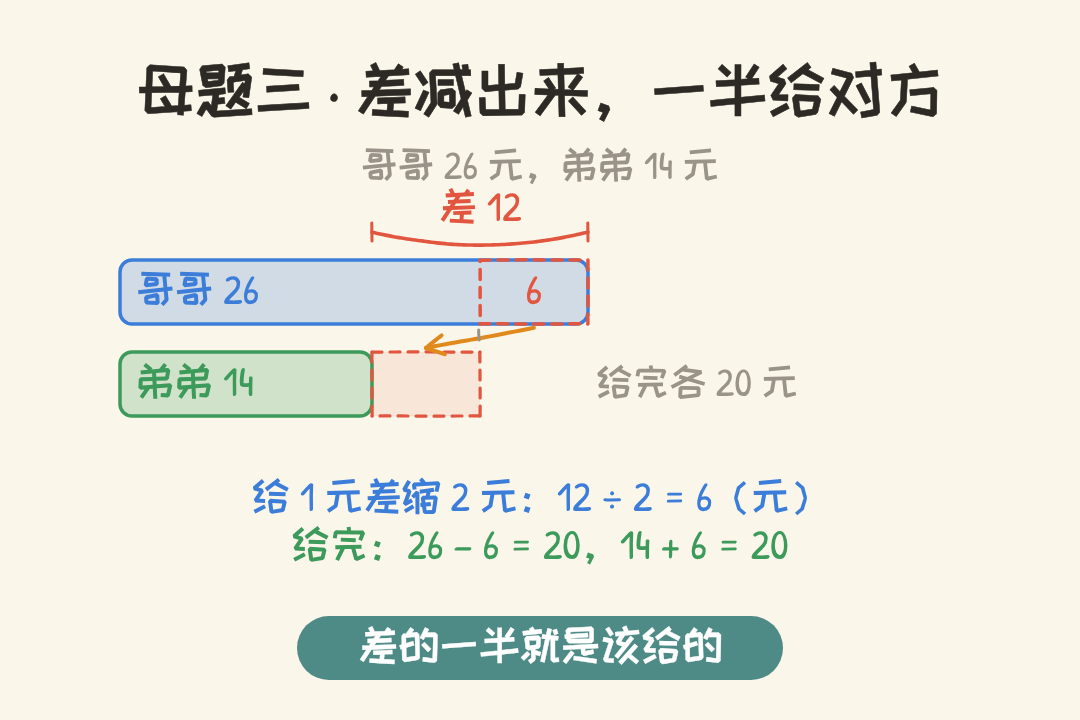 母题三·差减出来，一半给对方
哥哥 26 元，弟弟 14 元
差 12
哥哥 26
6
弟弟 14
给完各 20 元
给 1 元差缩 2 元：12 ÷ 2 = 6（元）
给完：26 − 6 = 20，14 + 6 = 20
差的一半就是该给的